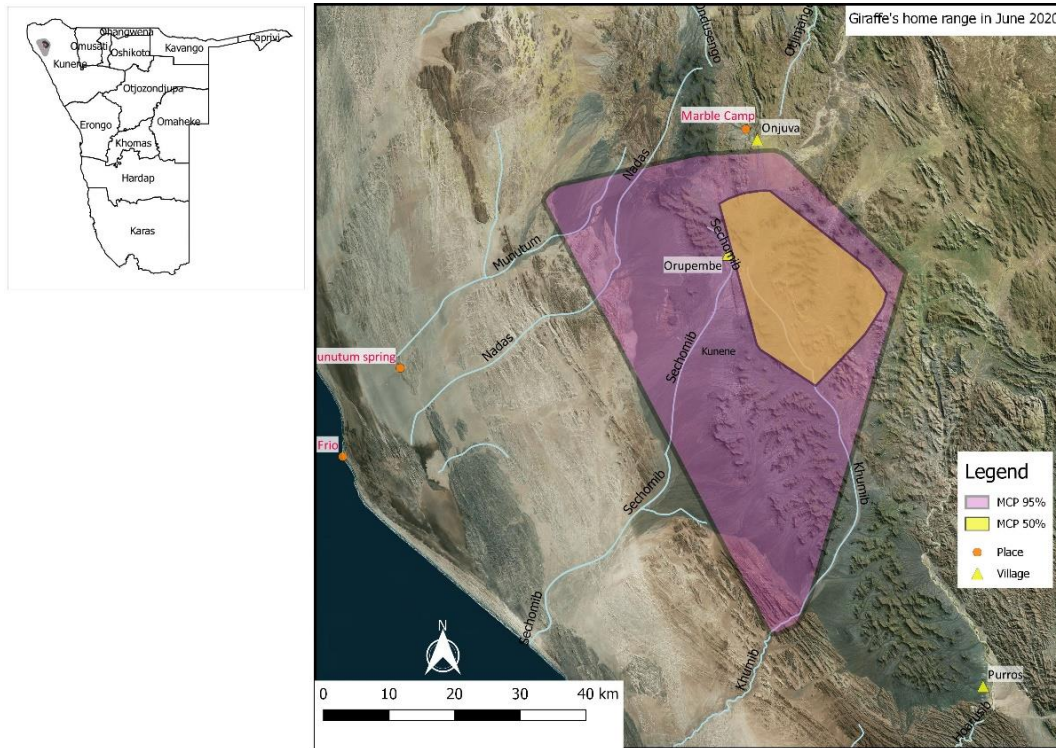 Ohangwena
Omusati
Oshikoto
Kavango
Caprivi
Kunene
Otjozondjupa
Erongo
Omaheke
Khomas
Hardap
Karas
Giraffe's home range in June 2020
Ondusengo
Otjinjangi
Marble Camp
Onjuva
Nadas
Sechomib
Munutum
Orupembe
Nadas
Sechomib
Kunene
unutum spring
Frio
Sechomib
Khumib
Legend
MCP 95%
MCP 50%
Place
Village
Sechomib
N
Khumib
Purros
0 10 20 30 40 km